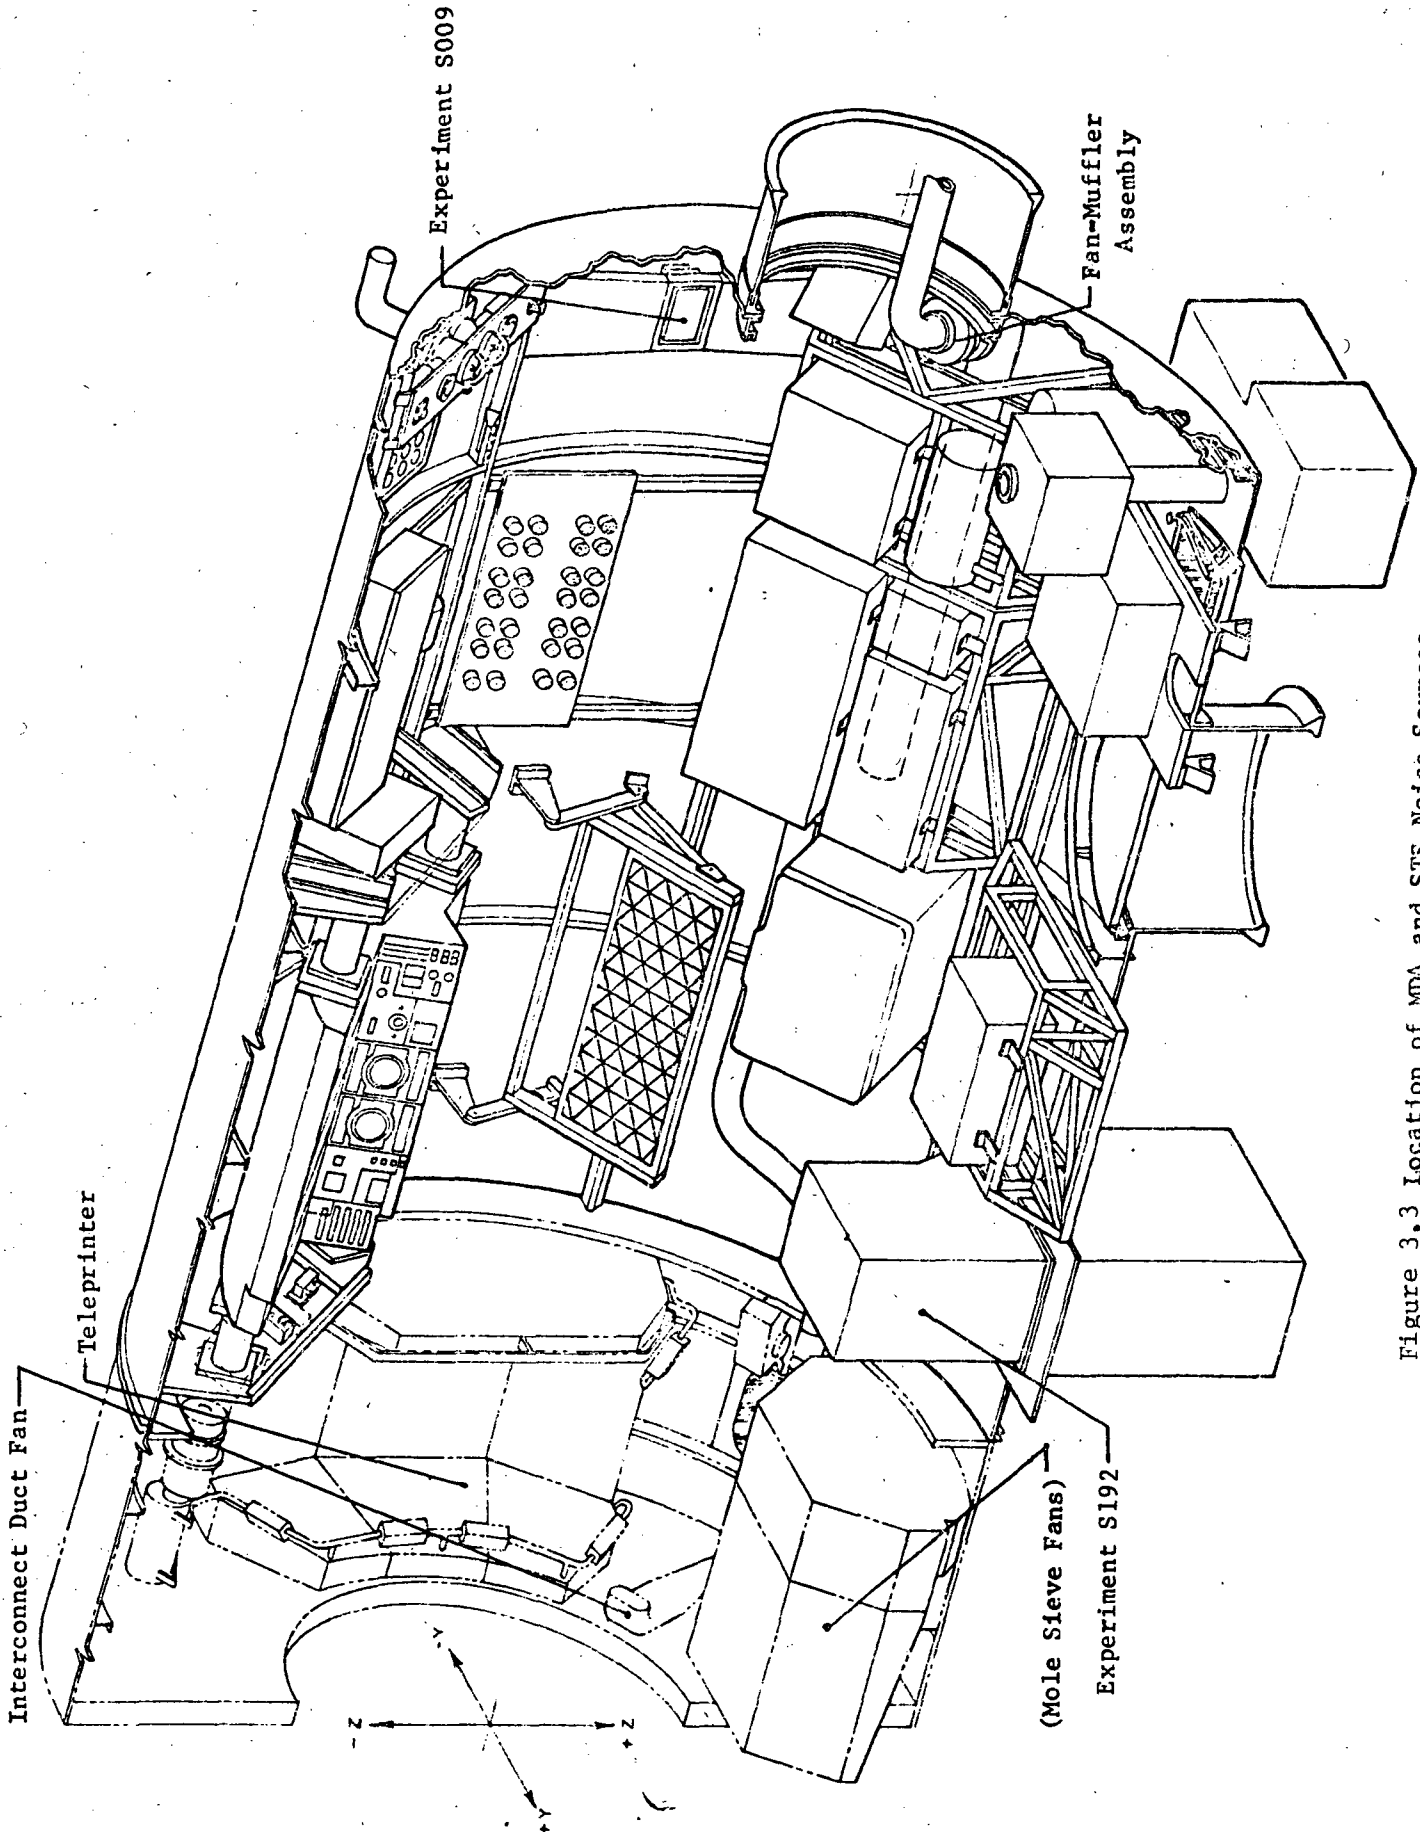 Interconnect Duct Fan
Teleprinter
Experiment S009
Fan-Muffler
Assembly
-Z
-Y
+Z
+Y
(Mole Sieve Fans)
Experiment S192
Figure 3.3 Location of MDA and STS Noise Sources